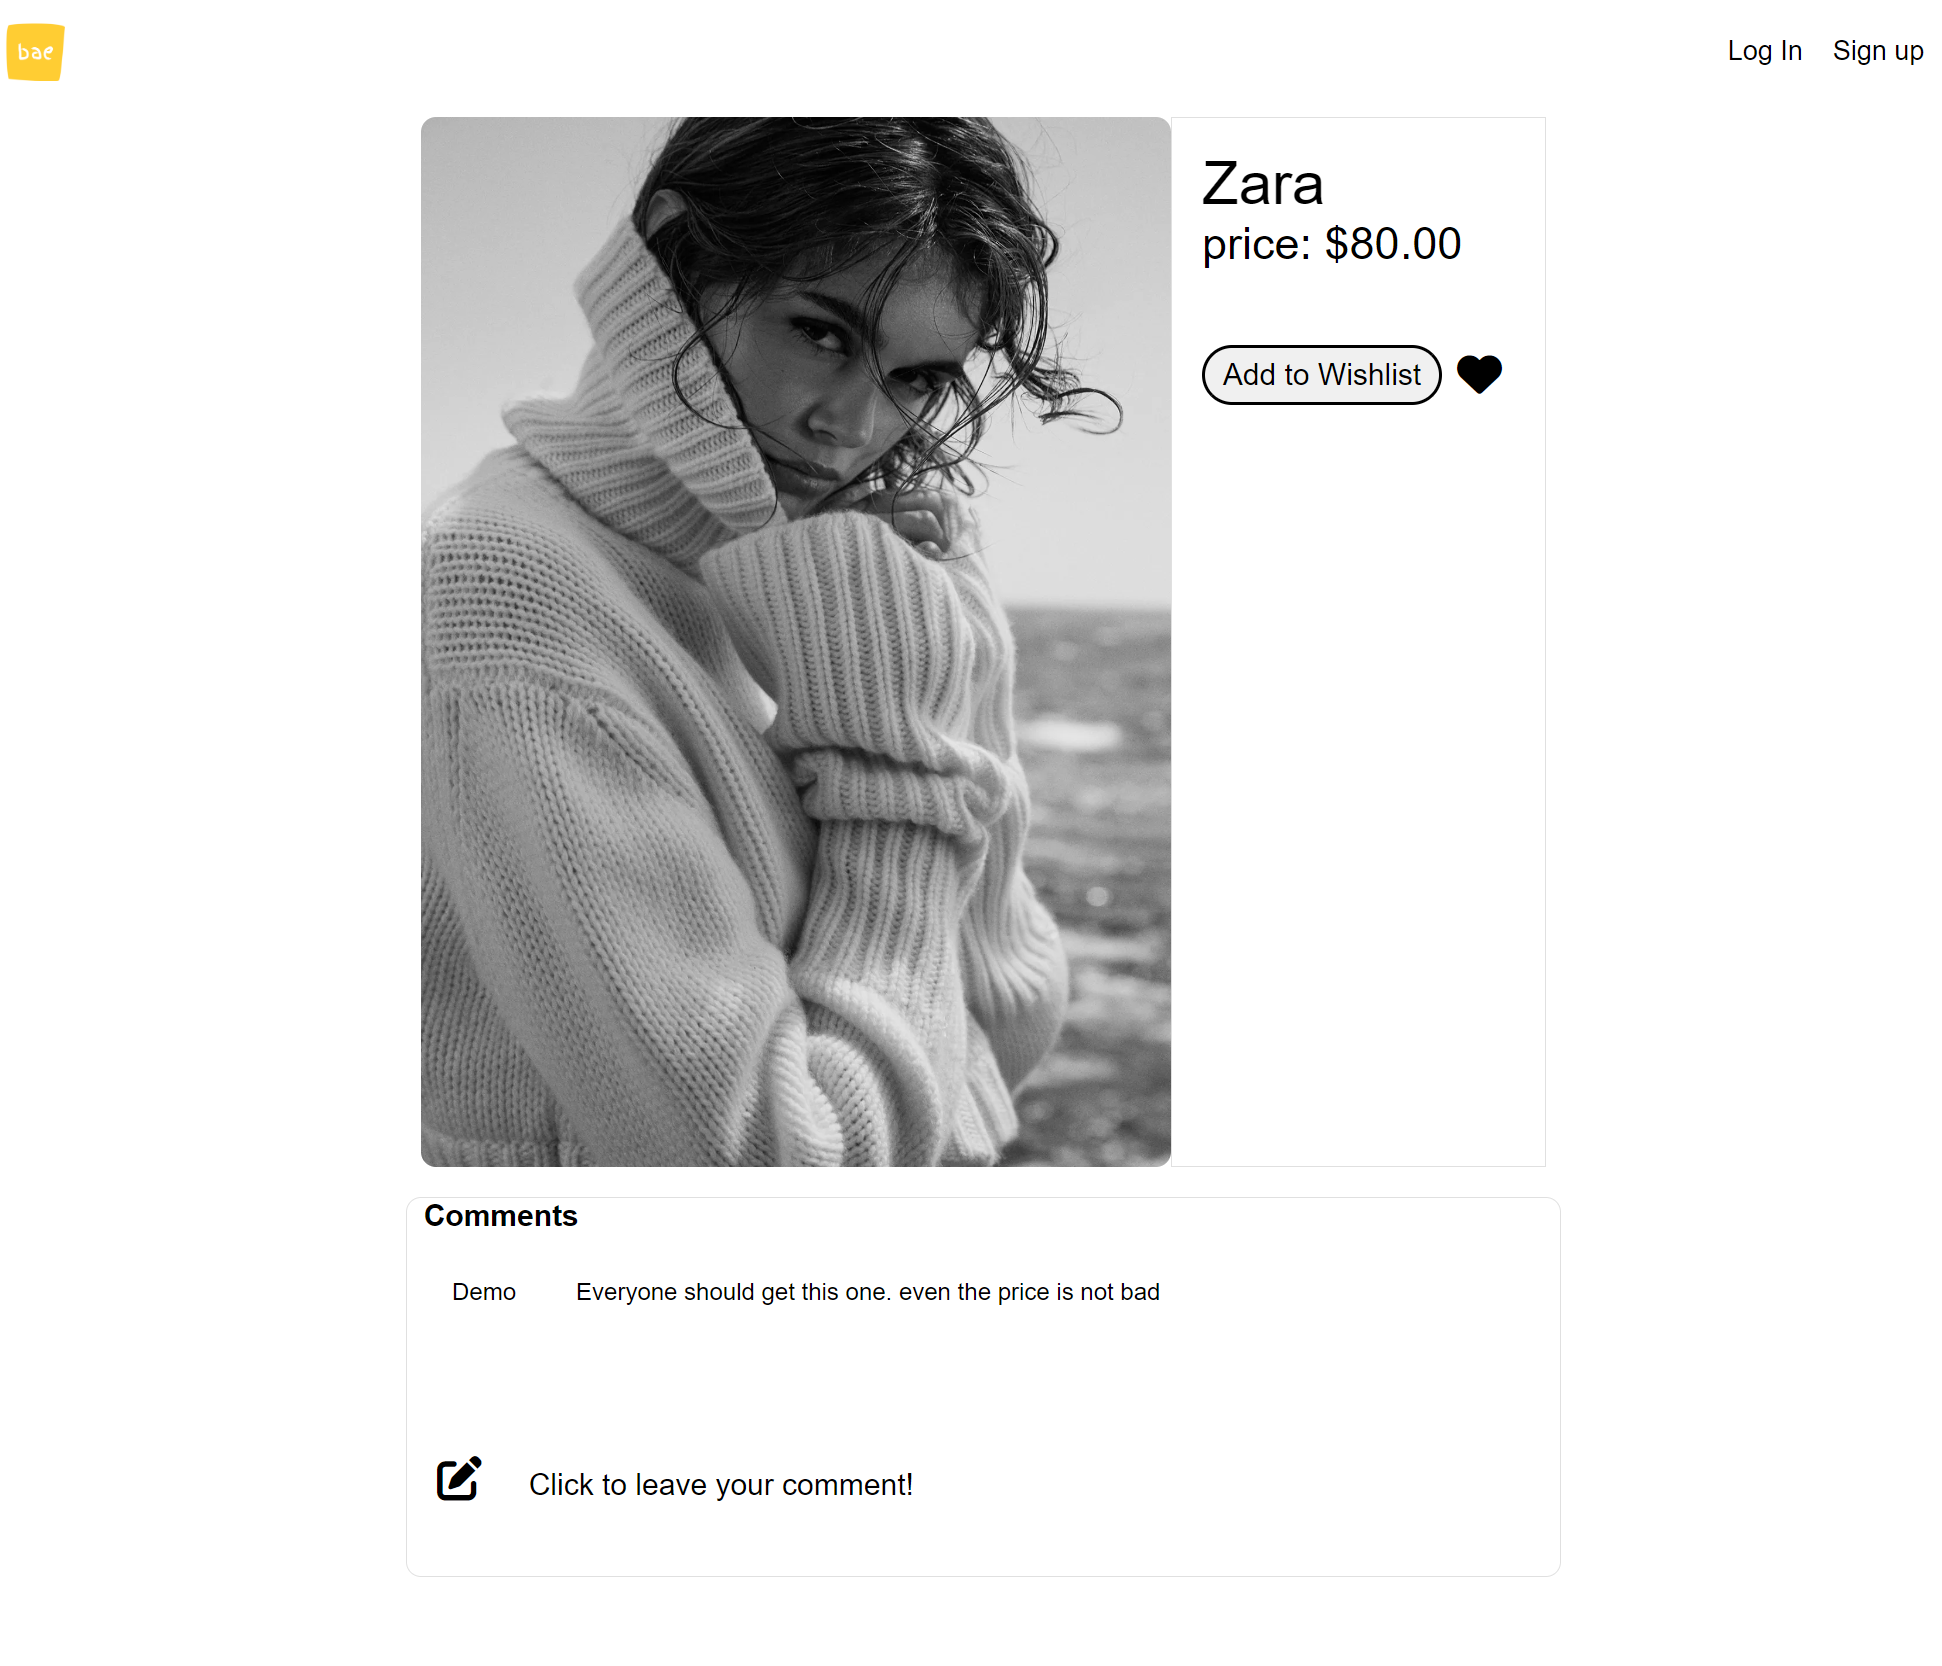 bae
Log In
Sign up
Zara
price: $80.00
Add to Wishlist
Comments
Demo
Everyone should get this one. even the price is not bad
Click to leave your comment!